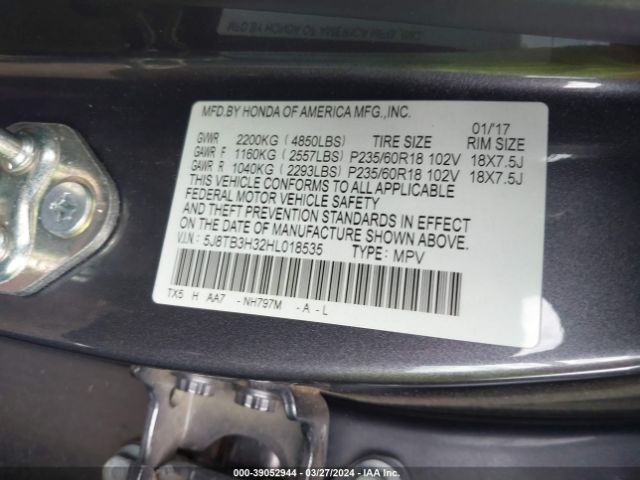 MFD.BY HONDA OF AMERICA MFG.,INC. 01/'17
GVWR 2200KG ( 4850LBS) TIRE SIZE RIM SIZE
GAWR F 1160KG ( 2557LBS) P235/60R18 102V 18X7.5J
GAWR R 1040KG ( 2293LBS) P235/60R18 102V 18X7.5J
THIS VEHICLE CONFORMS TO ALL APPLICABLE
FEDERAL MOTOR VEHICLE SAFETY
AND THEFT PREVENTION STANDARDS IN EFFECT
ON THE DATE OF MANUFACTURE SHOWN ABOVE.
V.I.N.: 5J8TB3H32HL018535 TYPE: MPV
TX5 H AA7 - NH797M - A - L
000-39052944 - 03/27/2024 - IAA Inc.